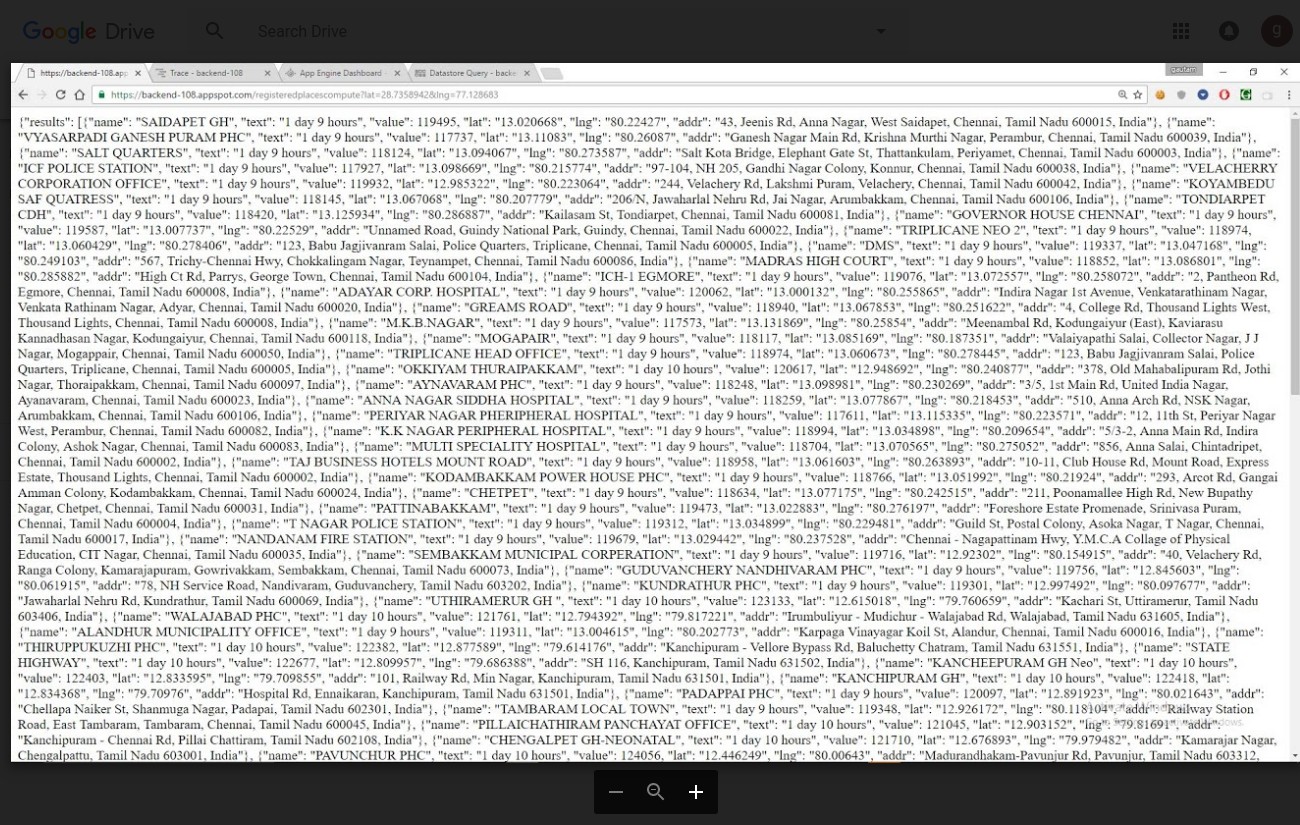 Google Drive
Search Drive
g
https://backend-108.app
Trace - backend-108
App Engine Dashboard
Datastore Query - backe
gautam
https://backend-108.appspot.com/registeredplacescompute?lat=28.7358942&lng=77.128683
{"results": [{"name": "SAIDAPET GH", "text": "1 day 9 hours", "value": 119495, "lat": "13.020668", "lng": "80.22427", "addr": "43, Jeenis Rd, Anna Nagar, West Saidapet, Chennai, Tamil Nadu 600015, India"}, {"name":
"VYASARPADI GANESH PURAM PHC", "text": "1 day 9 hours", "value": 117737, "lat": "13.11083", "lng": "80.26087", "addr": "Ganesh Nagar Main Rd, Krishna Murthi Nagar, Perambur, Chennai, Tamil Nadu 600039, India"},
{"name": "SALT QUARTERS", "text": "1 day 9 hours", "value": 118124, "lat": "13.094067", "lng": "80.273587", "addr": "Salt Kota Bridge, Elephant Gate St, Thattankulam, Periyamet, Chennai, Tamil Nadu 600003, India"}, {"name":
"ICF POLICE STATION", "text": "1 day 9 hours", "value": 117927, "lat": "13.098669", "lng": "80.215774", "addr": "97-104, NH 205, Gandhi Nagar Colony, Konnur, Chennai, Tamil Nadu 600038, India"}, {"name": "VELACHERRY
CORPORATION OFFICE", "text": "1 day 9 hours", "value": 119932, "lat": "12.985322", "lng": "80.223064", "addr": "244, Velachery Rd, Lakshmi Puram, Velachery, Chennai, Tamil Nadu 600042, India"}, {"name": "KOYAMBEDU
SAF QUATRESS", "text": "1 day 9 hours", "value": 118145, "lat": "13.067068", "lng": "80.207779", "addr": "206/N, Jawaharlal Nehru Rd, Jai Nagar, Arumbakkam, Chennai, Tamil Nadu 600106, India"}, {"name": "TONDIARPET
CDH", "text": "1 day 9 hours", "value": 118420, "lat": "13.125934", "lng": "80.286887", "addr": "Kailasam St, Tondiarpet, Chennai, Tamil Nadu 600081, India"}, {"name": "GOVERNOR HOUSE CHENNAI", "text": "1 day 9 hours",
"value": 119587, "lat": "13.007737", "lng": "80.22529", "addr": "Unnamed Road, Guindy National Park, Guindy, Chennai, Tamil Nadu 600022, India"}, {"name": "TRIPLICANE NEO 2", "text": "1 day 9 hours", "value": 118974,
"lat": "13.060429", "lng": "80.278406", "addr": "123, Babu Jagjivanram Salai, Police Quarters, Triplicane, Chennai, Tamil Nadu 600005, India"}, {"name": "DMS", "text": "1 day 9 hours", "value": 119337, "lat": "13.047168", "lng":
"80.249103", "addr": "567, Trichy-Chennai Hwy, Chokkalingam Nagar, Teynampet, Chennai, Tamil Nadu 600086, India"}, {"name": "MADRAS HIGH COURT", "text": "1 day 9 hours", "value": 118852, "lat": "13.086801", "lng":
"80.285882", "addr": "High Ct Rd, Parrys, George Town, Chennai, Tamil Nadu 600104, India"}, {"name": "ICH-1 EGMORE", "text": "1 day 9 hours", "value": 119076, "lat": "13.072557", "lng": "80.258072", "addr": "2, Pantheon Rd,
Egmore, Chennai, Tamil Nadu 600008, India"}, {"name": "ADAYAR CORP. HOSPITAL", "text": "1 day 9 hours", "value": 120062, "lat": "13.000132", "lng": "80.255865", "addr": "Indira Nagar 1st Avenue, Venkatarathinam Nagar,
Venkata Rathinam Nagar, Adyar, Chennai, Tamil Nadu 600020, India"}, {"name": "GREAMS ROAD", "text": "1 day 9 hours", "value": 118940, "lat": "13.067853", "lng": "80.251622", "addr": "4, College Rd, Thousand Lights West,
Thousand Lights, Chennai, Tamil Nadu 600008, India"}, {"name": "M.K.B.NAGAR", "text": "1 day 9 hours", "value": 117573, "lat": "13.131869", "lng": "80.25854", "addr": "Meenambal Rd, Kodungaiyur (East), Kaviarasu
Kannadhasan Nagar, Kodungaiyur, Chennai, Tamil Nadu 600118, India"}, {"name": "MOGAPAIR", "text": "1 day 9 hours", "value": 118117, "lat": "13.085169", "lng": "80.187351", "addr": "Valaiyapathi Salai, Collector Nagar, J J
Nagar, Mogappair, Chennai, Tamil Nadu 600050, India"}, {"name": "TRIPLICANE HEAD OFFICE", "text": "1 day 9 hours", "value": 118974, "lat": "13.060673", "lng": "80.278445", "addr": "123, Babu Jagjivanram Salai, Police
Quarters, Triplicane, Chennai, Tamil Nadu 600005, India"}, {"name": "OKKIYAM THURAIPAKKAM", "text": "1 day 10 hours", "value": 120617, "lat": "12.948692", "lng": "80.240877", "addr": "378, Old Mahabalipuram Rd, Jothi
Nagar, Thoraipakkam, Chennai, Tamil Nadu 600097, India"}, {"name": "AYNAVARAM PHC", "text": "1 day 9 hours", "value": 118248, "lat": "13.098981", "lng": "80.230269", "addr": "3/5, 1st Main Rd, United India Nagar,
Ayanavaram, Chennai, Tamil Nadu 600023, India"}, {"name": "ANNA NAGAR SIDDHA HOSPITAL", "text": "1 day 9 hours", "value": 118259, "lat": "13.077867", "lng": "80.218453", "addr": "510, Anna Arch Rd, NSK Nagar,
Arumbakkam, Chennai, Tamil Nadu 600106, India"}, {"name": "PERIYAR NAGAR PHERIPHERAL HOSPITAL", "text": "1 day 9 hours", "value": 117611, "lat": "13.115335", "lng": "80.223571", "addr": "12, 11th St, Periyar Nagar
West, Perambur, Chennai, Tamil Nadu 600082, India"}, {"name": "K.K NAGAR PERIPHERAL HOSPITAL", "text": "1 day 9 hours", "value": 118994, "lat": "13.034898", "lng": "80.209654", "addr": "5/3-2, Anna Main Rd, Indira
Colony, Ashok Nagar, Chennai, Tamil Nadu 600083, India"}, {"name": "MULTI SPECIALITY HOSPITAL", "text": "1 day 9 hours", "value": 118704, "lat": "13.070565", "lng": "80.275052", "addr": "856, Anna Salai, Chintadripet,
Chennai, Tamil Nadu 600002, India"}, {"name": "TAJ BUSINESS HOTELS MOUNT ROAD", "text": "1 day 9 hours", "value": 118958, "lat": "13.061603", "lng": "80.263893", "addr": "10-11, Club House Rd, Mount Road, Express
Estate, Thousand Lights, Chennai, Tamil Nadu 600002, India"}, {"name": "KODAMBAKKAM POWER HOUSE PHC", "text": "1 day 9 hours", "value": 118766, "lat": "13.051992", "lng": "80.21924", "addr": "293, Arcot Rd, Gangai
Amman Colony, Kodambakkam, Chennai, Tamil Nadu 600024, India"}, {"name": "CHETPET", "text": "1 day 9 hours", "value": 118634, "lat": "13.077175", "lng": "80.242515", "addr": "211, Poonamallee High Rd, New Bupathy
Nagar, Chetpet, Chennai, Tamil Nadu 600031, India"}, {"name": "PATTINABAKKAM", "text": "1 day 9 hours", "value": 119473, "lat": "13.022883", "lng": "80.276197", "addr": "Foreshore Estate Promenade, Srinivasa Puram,
Chennai, Tamil Nadu 600004, India"}, {"name": "T NAGAR POLICE STATION", "text": "1 day 9 hours", "value": 119312, "lat": "13.034899", "lng": "80.229481", "addr": "Guild St, Postal Colony, Asoka Nagar, T Nagar, Chennai,
Tamil Nadu 600017, India"}, {"name": "NANDANAM FIRE STATION", "text": "1 day 9 hours", "value": 119679, "lat": "13.029442", "lng": "80.237528", "addr": "Chennai - Nagapattinam Hwy, Y.M.C.A Collage of Physical
Education, CIT Nagar, Chennai, Tamil Nadu 600035, India"}, {"name": "SEMBAKKAM MUNICIPAL CORPERATION", "text": "1 day 9 hours", "value": 119716, "lat": "12.92302", "lng": "80.154915", "addr": "40, Velachery Rd,
Ranga Colony, Kamarajapuram, Gowrivakkam, Sembakkam, Chennai, Tamil Nadu 600073, India"}, {"name": "GUDUVANCHERY NANDHIVARAM PHC", "text": "1 day 9 hours", "value": 119756, "lat": "12.845603", "lng":
"80.061915", "addr": "78, NH Service Road, Nandivaram, Guduvanchery, Tamil Nadu 603202, India"}, {"name": "KUNDRATHUR PHC", "text": "1 day 9 hours", "value": 119301, "lat": "12.997492", "lng": "80.097677", "addr":
"Jawaharlal Nehru Rd, Kundrathur, Tamil Nadu 600069, India"}, {"name": "UTHIRAMERUR GH ", "text": "1 day 10 hours", "value": 123133, "lat": "12.615018", "lng": "79.760659", "addr": "Kachari St, Uttiramerur, Tamil Nadu
603406, India"}, {"name": "WALAJABAD PHC", "text": "1 day 10 hours", "value": 121761, "lat": "12.794392", "lng": "79.817221", "addr": "Irumbuliyur - Mudichur - Walajabad Rd, Walajabad, Tamil Nadu 631605, India"},
{"name": "ALANDHUR MUNICIPALITY OFFICE", "text": "1 day 9 hours", "value": 119311, "lat": "13.004615", "lng": "80.202773", "addr": "Karpaga Vinayagar Koil St, Alandur, Chennai, Tamil Nadu 600016, India"}, {"name":
"THIRUPPUKUZHI PHC", "text": "1 day 10 hours", "value": 122382, "lat": "12.877589", "lng": "79.614176", "addr": "Kanchipuram - Vellore Bypass Rd, Baluchetty Chatram, Tamil Nadu 631551, India"}, {"name": "STATE
HIGHWAY", "text": "1 day 10 hours", "value": 122677, "lat": "12.809957", "lng": "79.686388", "addr": "SH 116, Kanchipuram, Tamil Nadu 631502, India"}, {"name": "KANCHEEPURAM GH Neo", "text": "1 day 10 hours",
"value": 122403, "lat": "12.833595", "lng": "79.709855", "addr": "101, Railway Rd, Min Nagar, Kanchipuram, Tamil Nadu 631501, India"}, {"name": "KANCHIPURAM GH", "text": "1 day 10 hours", "value": 122418, "lat":
"12.834368", "lng": "79.70976", "addr": "Hospital Rd, Ennaikaran, Kanchipuram, Tamil Nadu 631501, India"}, {"name": "PADAPPAI PHC", "text": "1 day 9 hours", "value": 120097, "lat": "12.891923", "lng": "80.021643", "addr":
"Chellapa Naiker St, Shanmuga Nagar, Padapai, Tamil Nadu 602301, India"}, {"name": "TAMBARAM LOCAL TOWN", "text": "1 day 9 hours", "value": 119348, "lat": "12.926172", "lng": "80.118104", "addr": "Railway Station
Road, East Tambaram, Tambaram, Chennai, Tamil Nadu 600045, India"}, {"name": "PILLAICHATHIRAM PANCHAYAT OFFICE", "text": "1 day 10 hours", "value": 121045, "lat": "12.903152", "lng": "79.81691", "addr":
"Kanchipuram - Chennai Rd, Pillai Chattiram, Tamil Nadu 602108, India"}, {"name": "CHENGALPET GH-NEONATAL", "text": "1 day 10 hours", "value": 121710, "lat": "12.676893", "lng": "79.979482", "addr": "Kamarajar Nagar,
Chengalpattu, Tamil Nadu 603001, India"}, {"name": "PAVUNCHUR PHC", "text": "1 day 10 hours", "value": 124056, "lat": "12.446249", "lng": "80.00643", "addr": "Madurandhakam-Pavunjur Rd, Pavunjur, Tamil Nadu 603312,